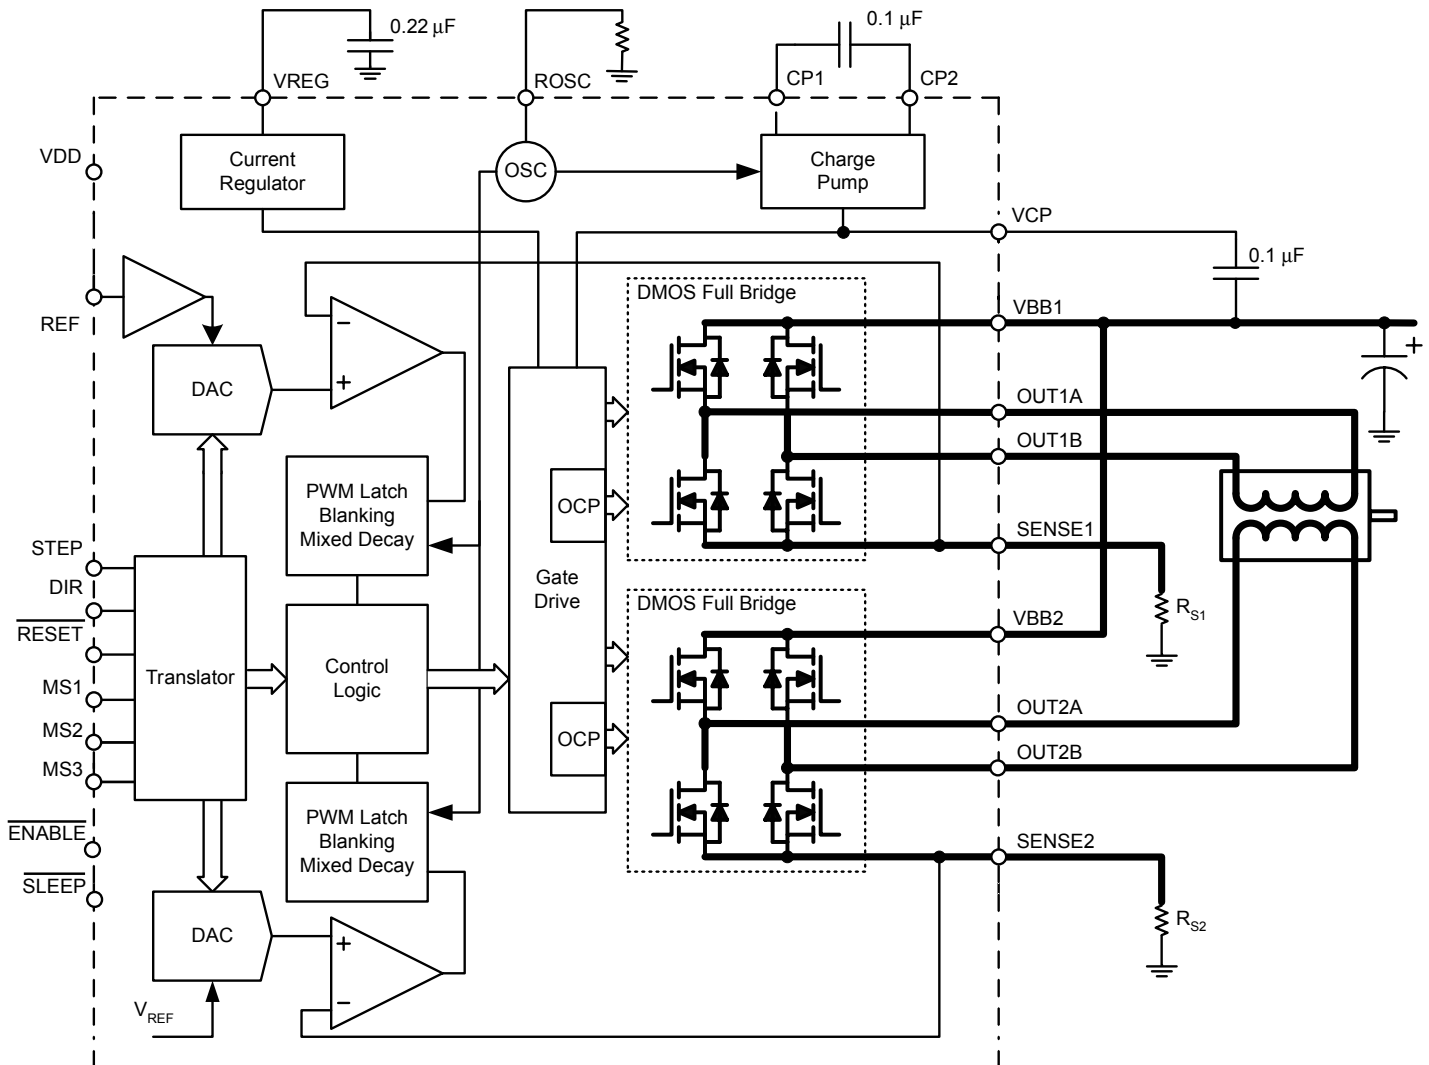 0.22 μF
0.1 μF
VREG
ROSC
CP1
CP2
VDD
Current
Regulator
OSC
Charge
Pump
VCP
0.1 μF
REF
DMOS Full Bridge
VBB1
+
−
+
DAC
OUT1A
OUT1B
PWM Latch
Blanking
Mixed Decay
OCP
SENSE1
STEP
DIR
RESET
MS1
MS2
MS3
Translator
Control
Logic
Gate
Drive
DMOS Full Bridge
RS1
VBB2
OUT2A
OCP
OUT2B
ENABLE
SLEEP
PWM Latch
Blanking
Mixed Decay
SENSE2
DAC
+
−
RS2
VREF